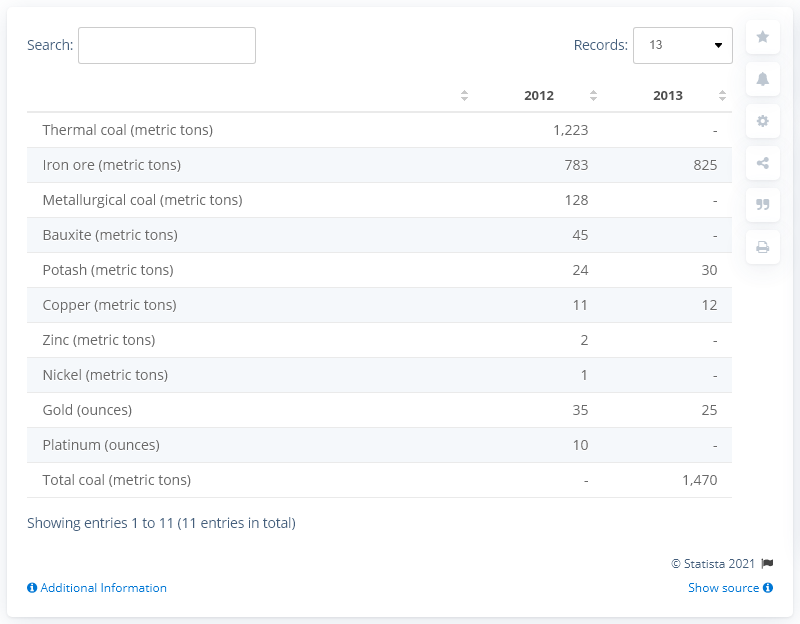 Search:
Records: 13
2012 2013
Thermal coal (metric tons) 1,223 -
Iron ore (metric tons) 783 825
Metallurgical coal (metric tons) 128 -
Bauxite (metric tons) 45 -
Potash (metric tons) 24 30
Copper (metric tons) 11 12
Zinc (metric tons) 2 -
Nickel (metric tons) 1 -
Gold (ounces) 35 25
Platinum (ounces) 10 -
Total coal (metric tons) - 1,470
Showing entries 1 to 11 (11 entries in total)
© Statista 2021
Additional Information Show source